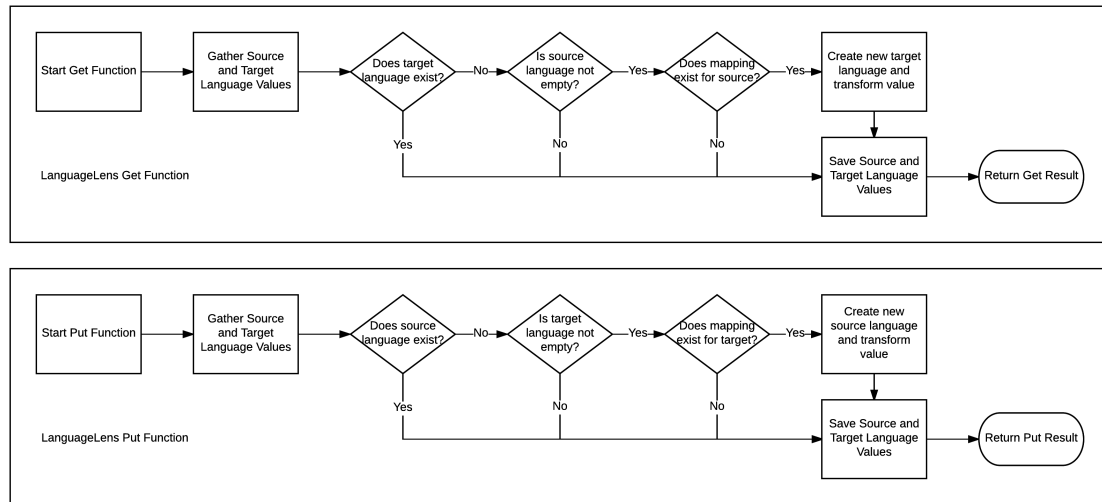 Start Get Function
Gather Source
and Target
Language Values
Does target
language exist?
No
Is source
language not
empty?
Yes
Does mapping
exist for source?
Yes
Create new target
language and
transform value
Yes
No
No
LanguageLens Get Function
Save Source and
Target Language
Values
Return Get Result
Start Put Function
Gather Source
and Target
Language Values
Does source
language exist?
No
Is target
language not
empty?
Yes
Does mapping
exist for target?
Yes
Create new
source language
and transform
value
Yes
No
No
LanguageLens Put Function
Save Source and
Target Language
Values
Return Put Result